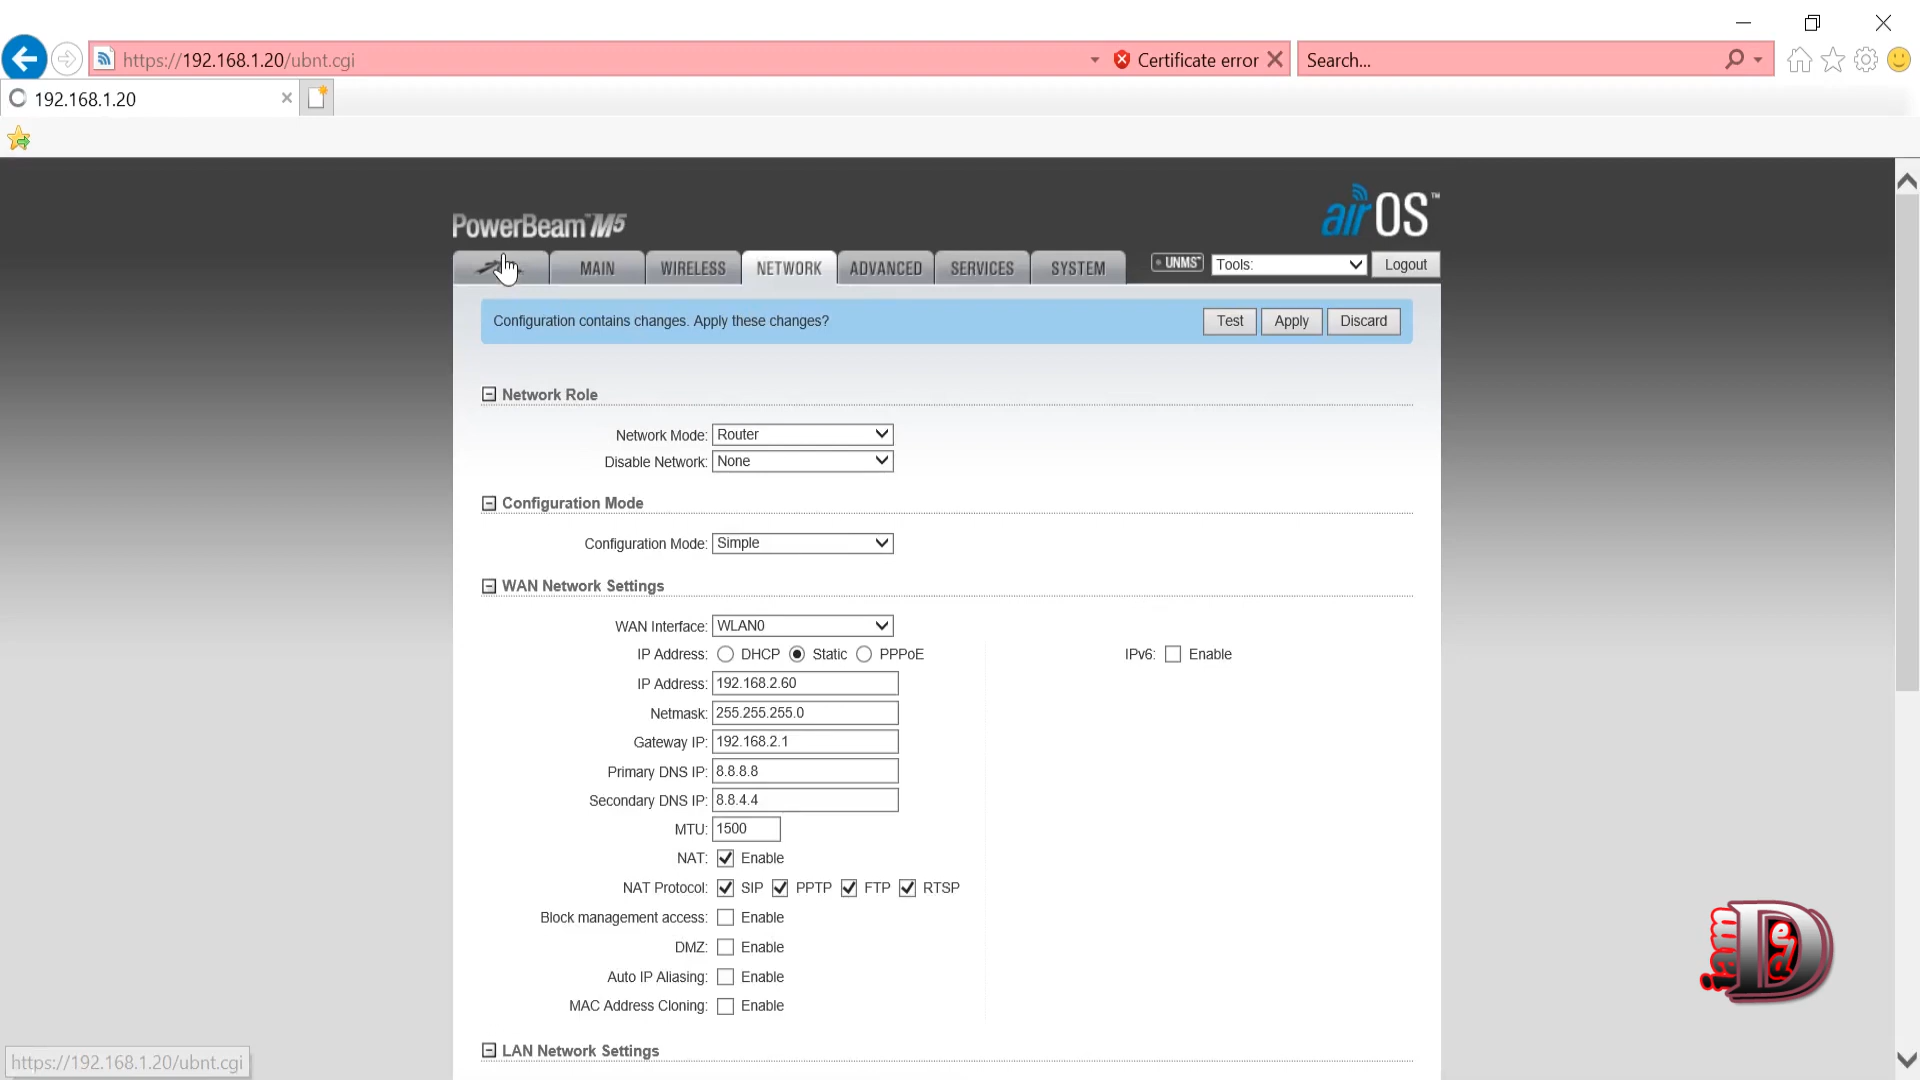 https://192.168.1.20/ubnt.cgi
Certificate error
Search...
192.168.1.20
PowerBeam™M5
airOS™
MAIN
WIRELESS
NETWORK
ADVANCED
SERVICES
SYSTEM
UNMS™
Tools:
Logout
Configuration contains changes. Apply these changes?
Test
Apply
Discard
Network Role
Network Mode: Router
Disable Network: None
Configuration Mode
Configuration Mode: Simple
WAN Network Settings
WAN Interface: WLAN0
IP Address: DHCP Static PPPoE
IPv6: Enable
IP Address: 192.168.2.60
Netmask: 255.255.255.0
Gateway IP: 192.168.2.1
Primary DNS IP: 8.8.8.8
Secondary DNS IP: 8.8.4.4
MTU: 1500
NAT: Enable
NAT Protocol: SIP PPTP FTP RTSP
Block management access: Enable
DMZ: Enable
Auto IP Aliasing: Enable
MAC Address Cloning: Enable
LAN Network Settings
https://192.168.1.20/ubnt.cgi